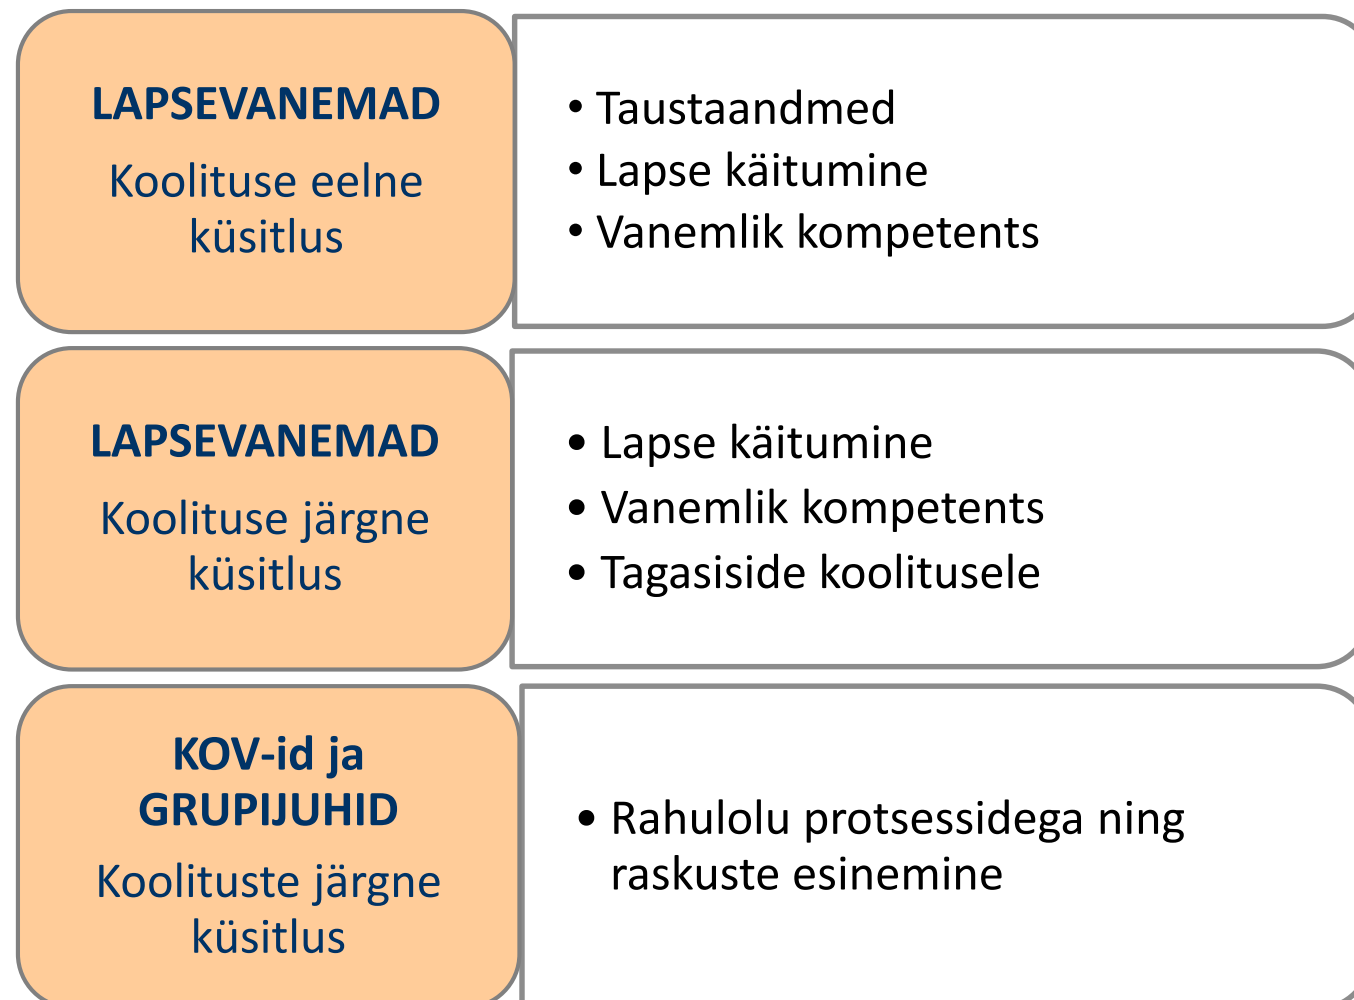 LAPSEVANEMAD
Koolituse eelne
küsitlus
• Taustaandmed
• Lapse käitumine
• Vanemlik kompetents
LAPSEVANEMAD
Koolituse järgne
küsitlus
• Lapse käitumine
• Vanemlik kompetents
• Tagasiside koolitusele
KOV-id ja
GRUPIJUHID
Koolituste järgne
küsitlus
• Rahulolu protsessidega ning
raskuste esinemine